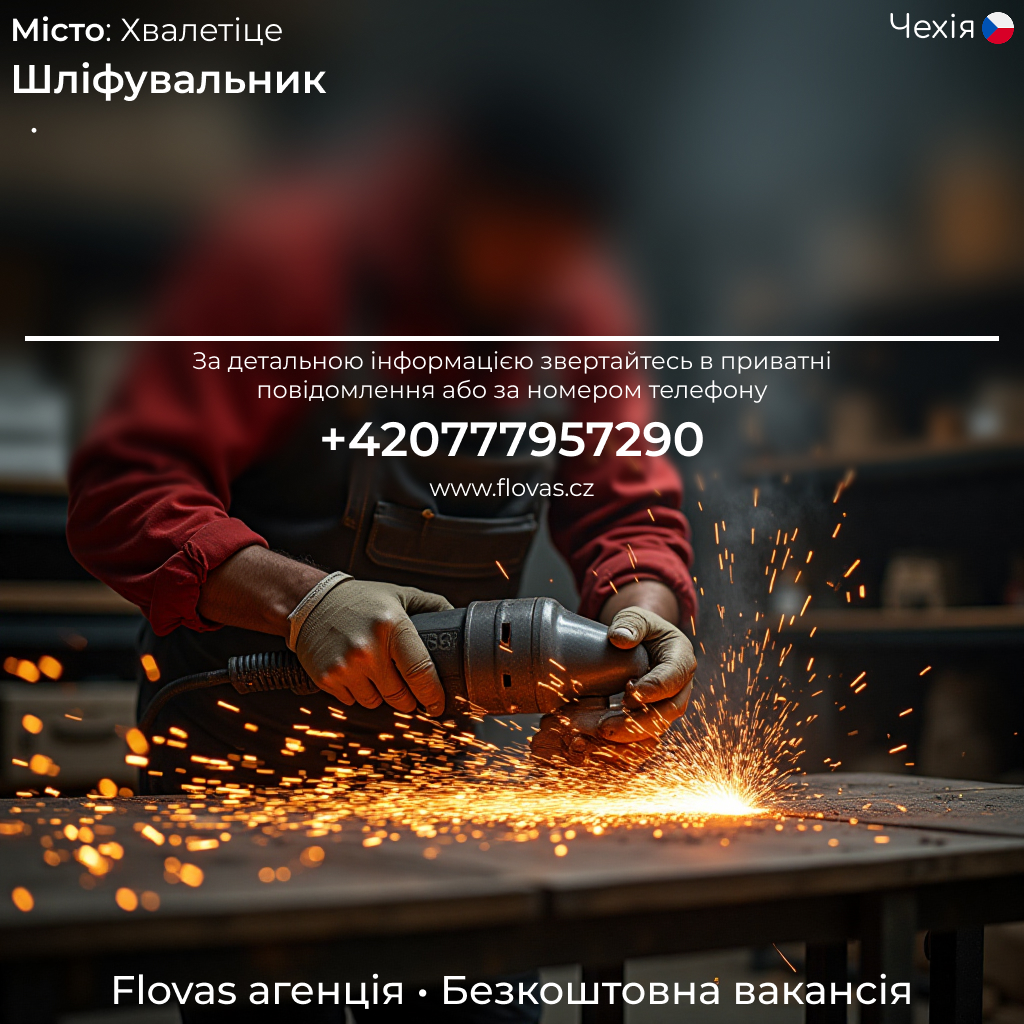 Місто: Хвалетіце
Чехія
Шліфувальник
•
За детальною інформацією звертайтесь в приватні
повідомлення або за номером телефону
+420777957290
www.flovas.cz
Flovas агенція • Безкоштовна вакансія